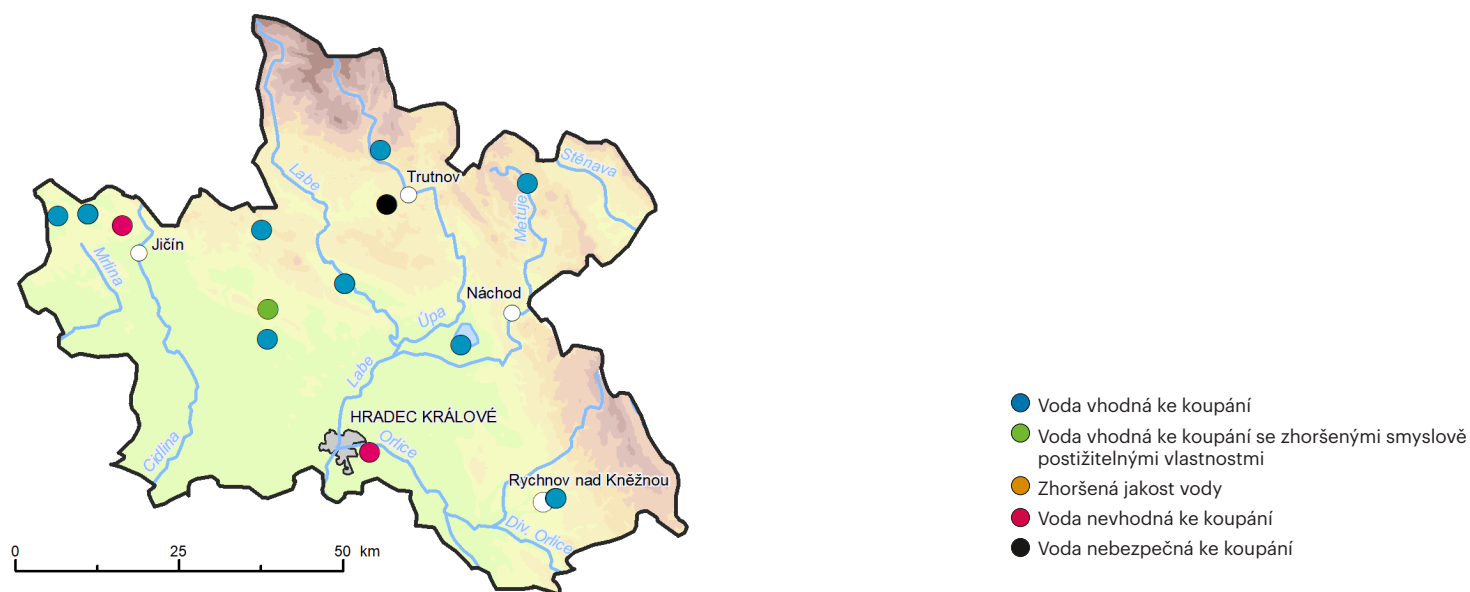 Stěnava
Labe
Trutnov
Metuje
Jičín
Mrlina
Náchod
Úpa
Labe
HRADEC KRÁLOVÉ
Orlice
Cidlina
Rychnov nad Kněžnou
Div. Orlice
0 25 50 km
Voda vhodná ke koupání
Voda vhodná ke koupání se zhoršenými smyslově
postižitelnými vlastnostmi
Zhoršená jakost vody
Voda nevhodná ke koupání
Voda nebezpečná ke koupání